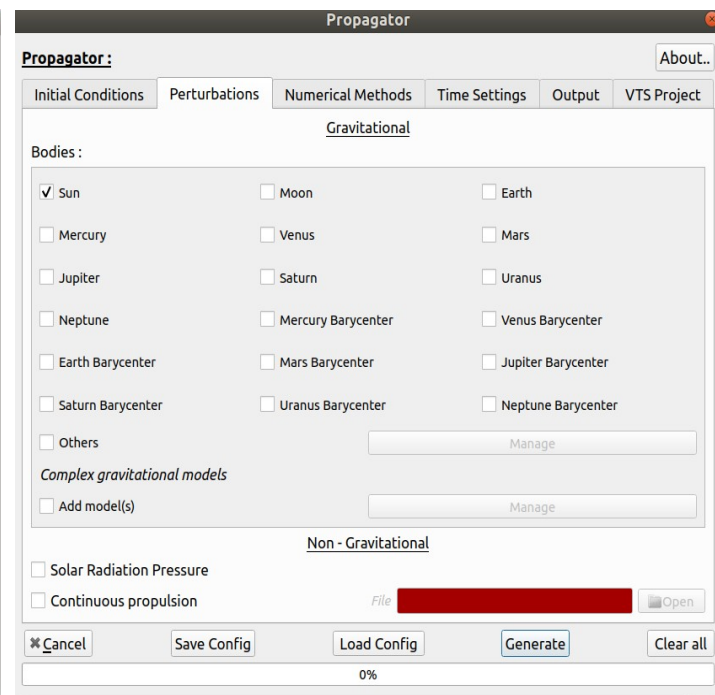 Propagator
Propagator :
About..
Initial Conditions Perturbations Numerical Methods Time Settings Output VTS Project
Gravitational
Bodies :
Sun Moon Earth
Mercury Venus Mars
Jupiter Saturn Uranus
Neptune Mercury Barycenter Venus Barycenter
Earth Barycenter Mars Barycenter Jupiter Barycenter
Saturn Barycenter Uranus Barycenter Neptune Barycenter
Others Manage
Complex gravitational models
Add model(s) Manage
Non - Gravitational
Solar Radiation Pressure
Continuous propulsion File Open
Cancel Save Config Load Config Generate Clear all
0%